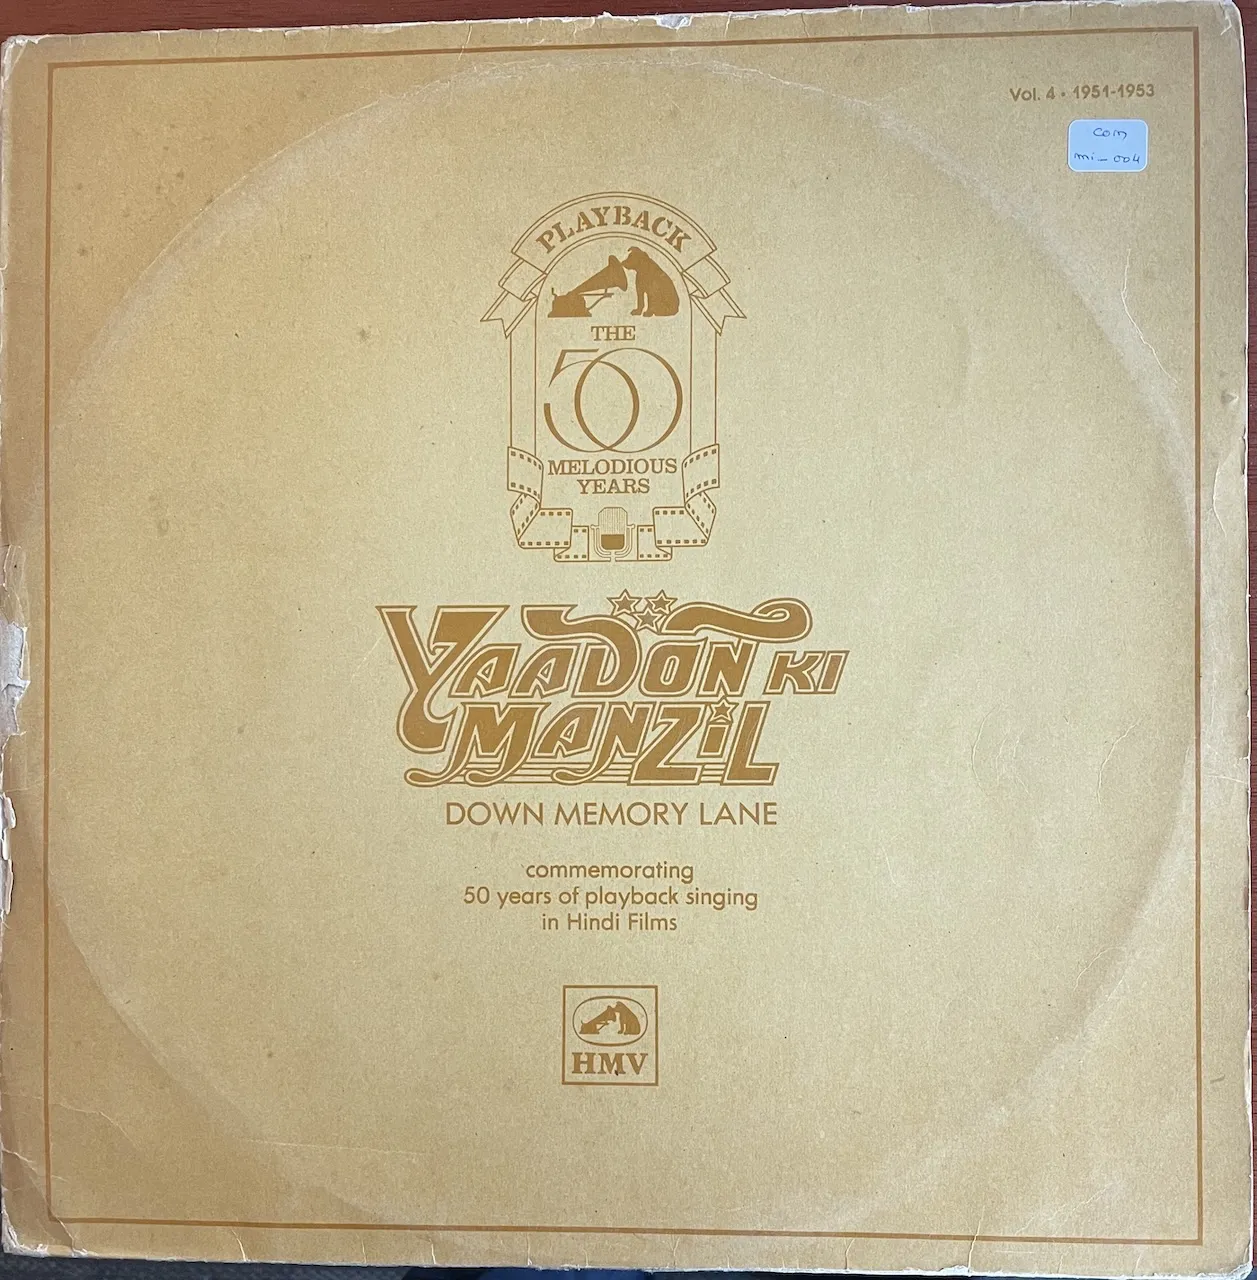 Vol. 4 • 1951-1953
com
mi-004
PLAYBACK
THE
50
MELODIOUS
YEARS
YAADON KI
MANZIL
DOWN MEMORY LANE
commemorating
50 years of playback singing
in Hindi Films
HMV